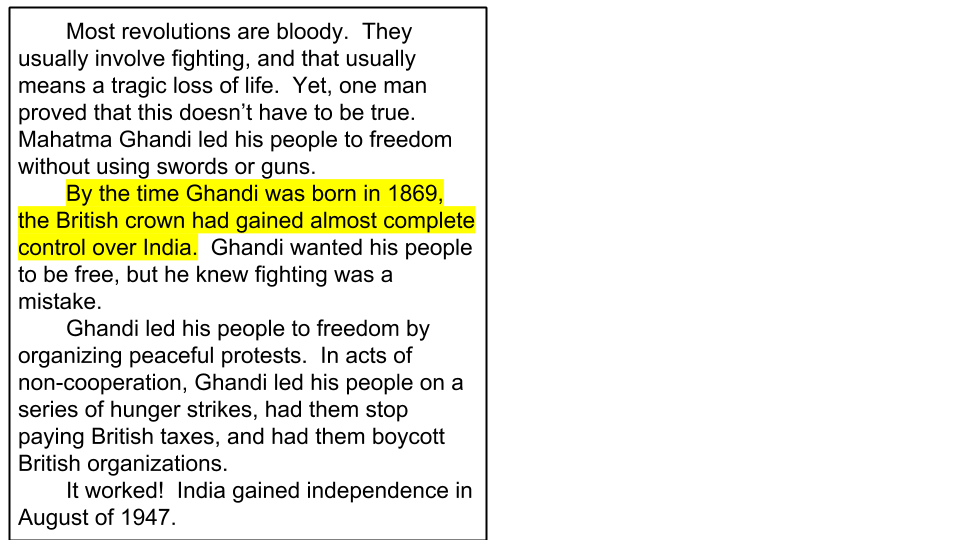 Most revolutions are bloody.  They
usually involve fighting, and that usually
means a tragic loss of life.  Yet, one man
proved that this doesn’t have to be true.
Mahatma Ghandi led his people to freedom
without using swords or guns.
By the time Ghandi was born in 1869,
the British crown had gained almost complete
control over India.  Ghandi wanted his people
to be free, but he knew fighting was a
mistake.
Ghandi led his people to freedom by
organizing peaceful protests.  In acts of
non-cooperation, Ghandi led his people on a
series of hunger strikes, had them stop
paying British taxes, and had them boycott
British organizations.
It worked!  India gained independence in
August of 1947.